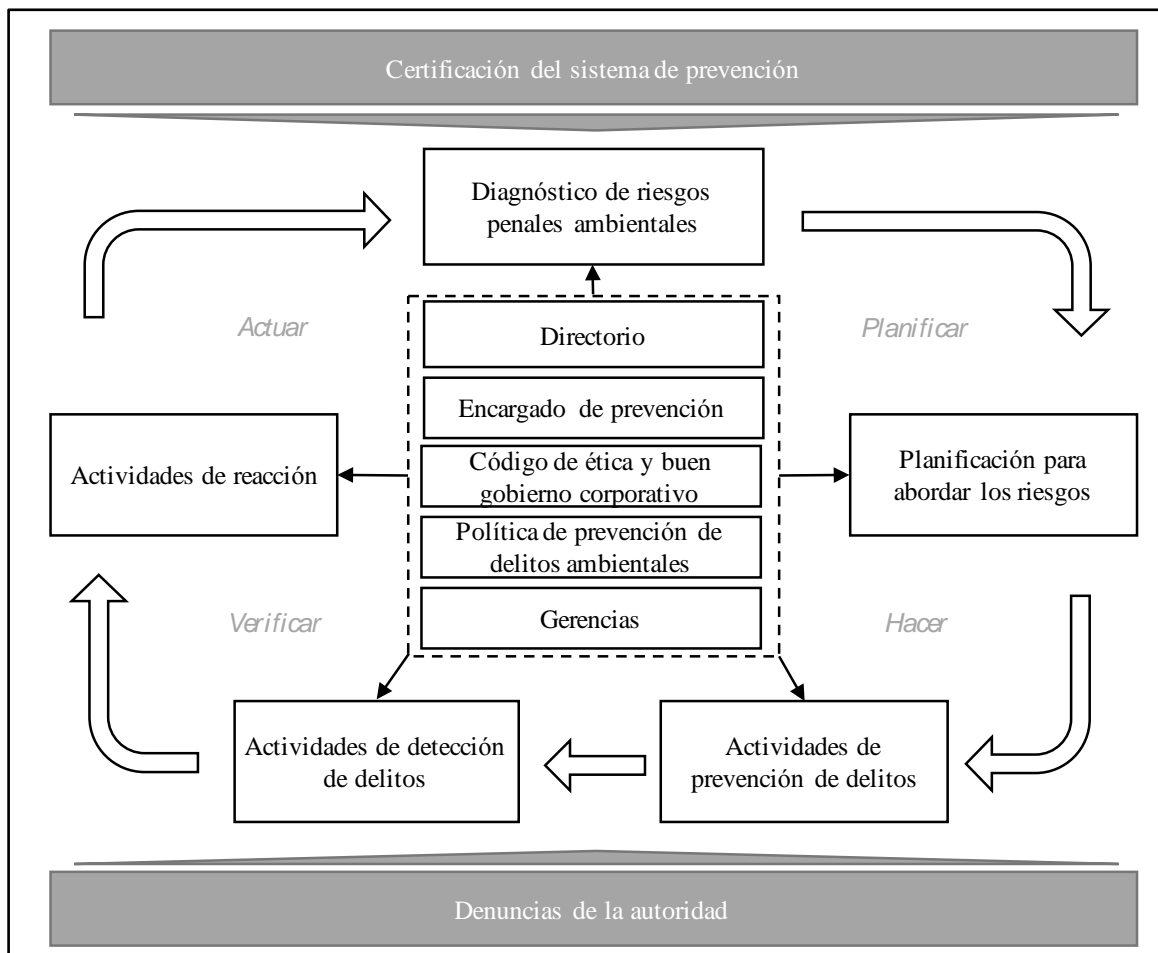 Certificación del sistema de prevención
Diagnóstico de riesgos
penales ambientales
Actuar
Planificar
Directorio
Encargado de prevención
Código de ética y buen
gobierno corporativo
Política de prevención de
delitos ambientales
Gerencias
Actividades de reacción
Planificación para
abordar los riesgos
Verificar
Hacer
Actividades de detección
de delitos
Actividades de
prevención de delitos
Denuncias de la autoridad